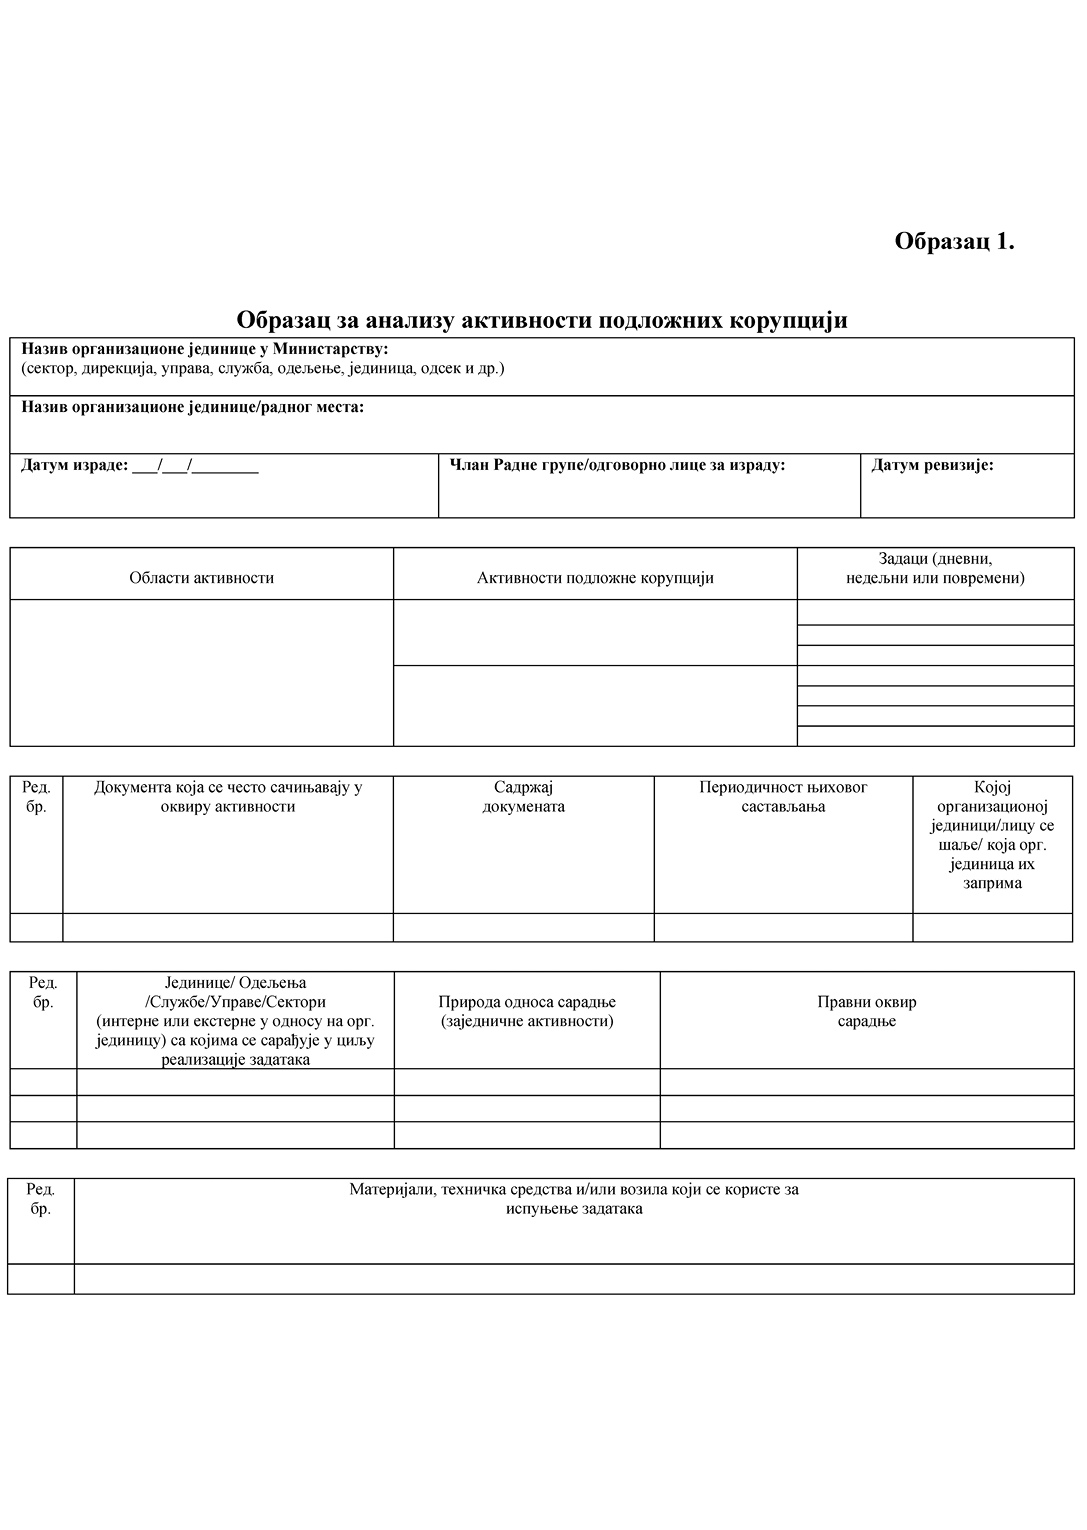 Образац 1.
Образац за анализу активности подложних корупцији
Назив организационе јединице у Министарству:
(сектор, дирекција, управа, служба, одељење, јединица, одсек и др.)
Назив организационе јединице/радног места:
Датум израде: ___/___/________
Члан Радне групе/одговорно лице за израду:
Датум ревизије:
Области активности
Активности подложне корупцији
Задаци (дневни,
недељни или повремени)
Ред.
бр.
Документа која се често сачињавају у
оквиру активности
Садржај
докумената
Периодичност њиховог
састављања
Којој
организационој
јединици/лицу се
шаље/ која орг.
јединица их
заприма
Ред.
бр.
Јединице/ Одељења
/Службе/Управе/Сектори
(интерне или екстерне у односу на орг.
јединицу) са којима се сарађује у циљу
реализације задатака
Природа односа сарадње
(заједничне активности)
Правни оквир
сарадње
Ред.
бр.
Материјали, техничка средства и/или возила који се користе за
испуњење задатака